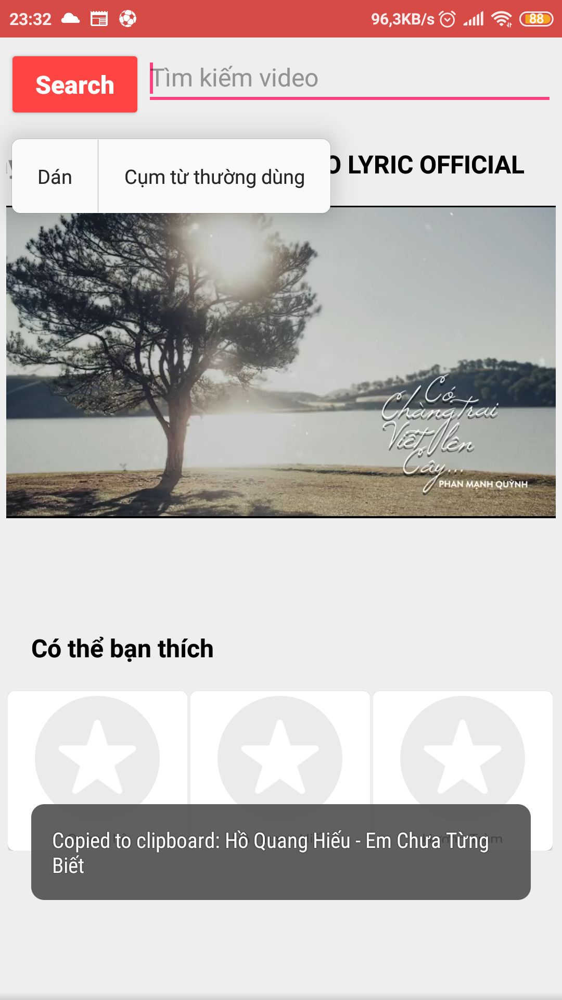 23:32
96,3KB/s
88
Search
Tìm kiếm video
Dán
Cụm từ thường dùng
LYRIC OFFICIAL
Có
Chàng trai
Viết lên
Cây...
PHAN MẠNH QUỲNH
Có thể bạn thích
Copied to clipboard: Hồ Quang Hiếu - Em Chưa Từng
Biết